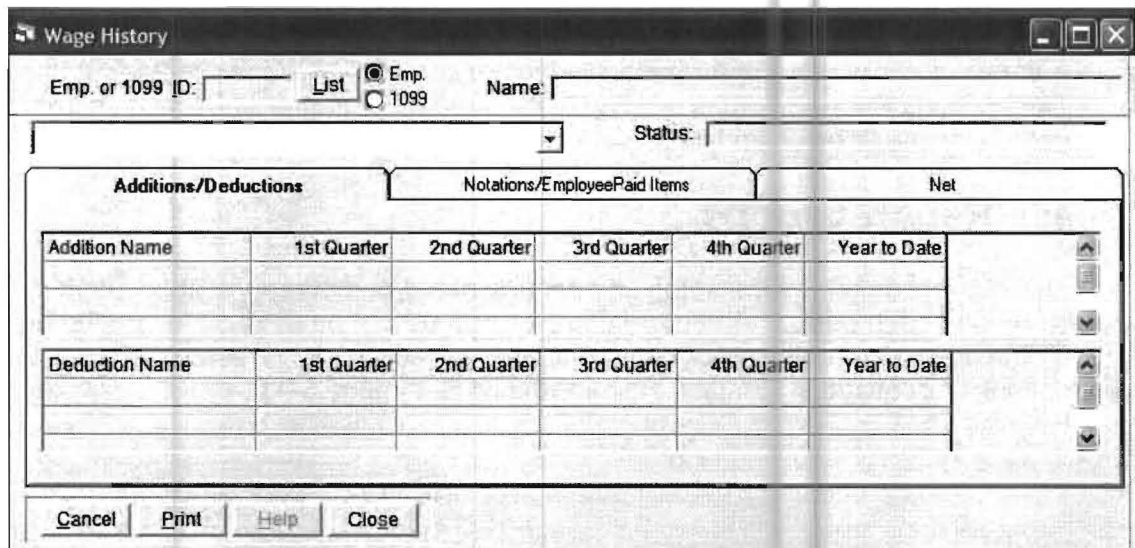 Wage History
Emp. or 1099 ID: List Emp. Name:
1099
Status:
Additions/Deductions Notations/EmployeePaid Items Net
Addition Name 1st Quarter 2nd Quarter 3rd Quarter 4th Quarter Year to Date
Deduction Name 1st Quarter 2nd Quarter 3rd Quarter 4th Quarter Year to Date
Cancel Print Help Close